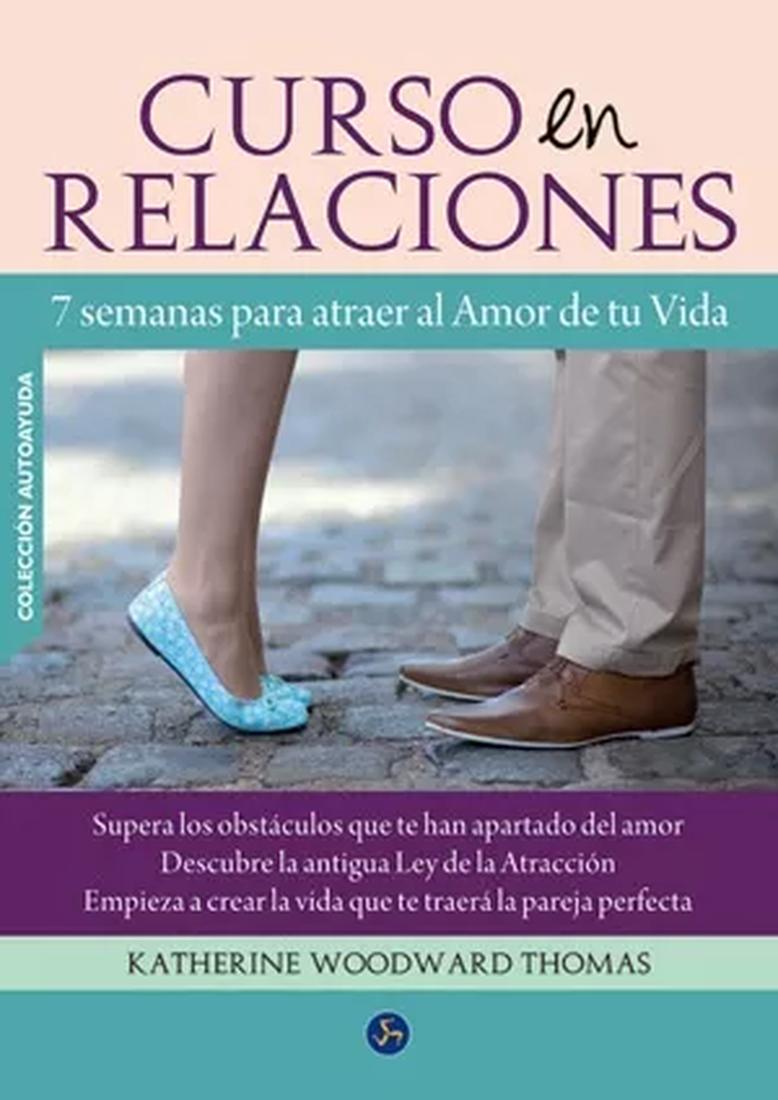 CURSO en
RELACIONES
7 semanas para atraer al Amor de tu Vida
COLECCIÓN AUTOAYUDA
Supera los obstáculos que te han apartado del amor
Descubre la antigua Ley de la Atracción
Empieza a crear la vida que te traerá la pareja perfecta
KATHERINE WOODWARD THOMAS